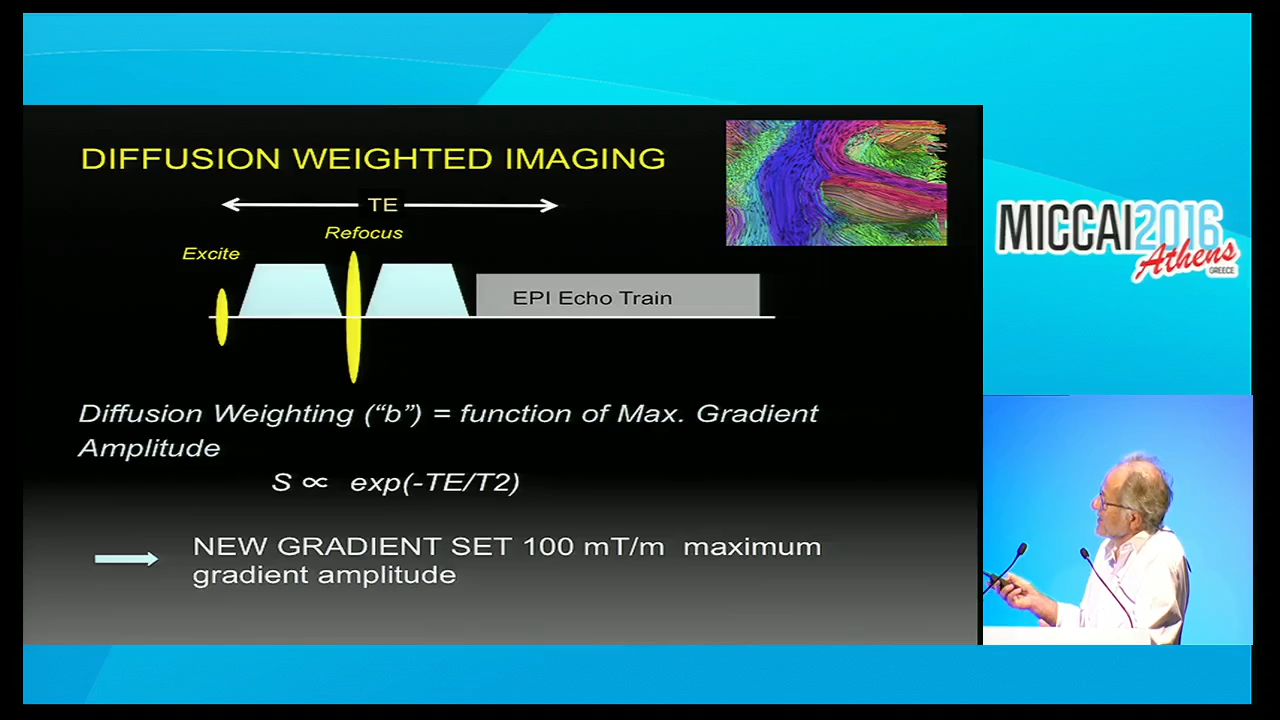 DIFFUSION WEIGHTED IMAGING
TE
Refocus
Excite
EPI Echo Train
Diffusion Weighting (“b”) = function of Max. Gradient
Amplitude
S ∝ exp(-TE/T2)
NEW GRADIENT SET 100 mT/m maximum
gradient amplitude
MICCAI2016
Athens
GREECE